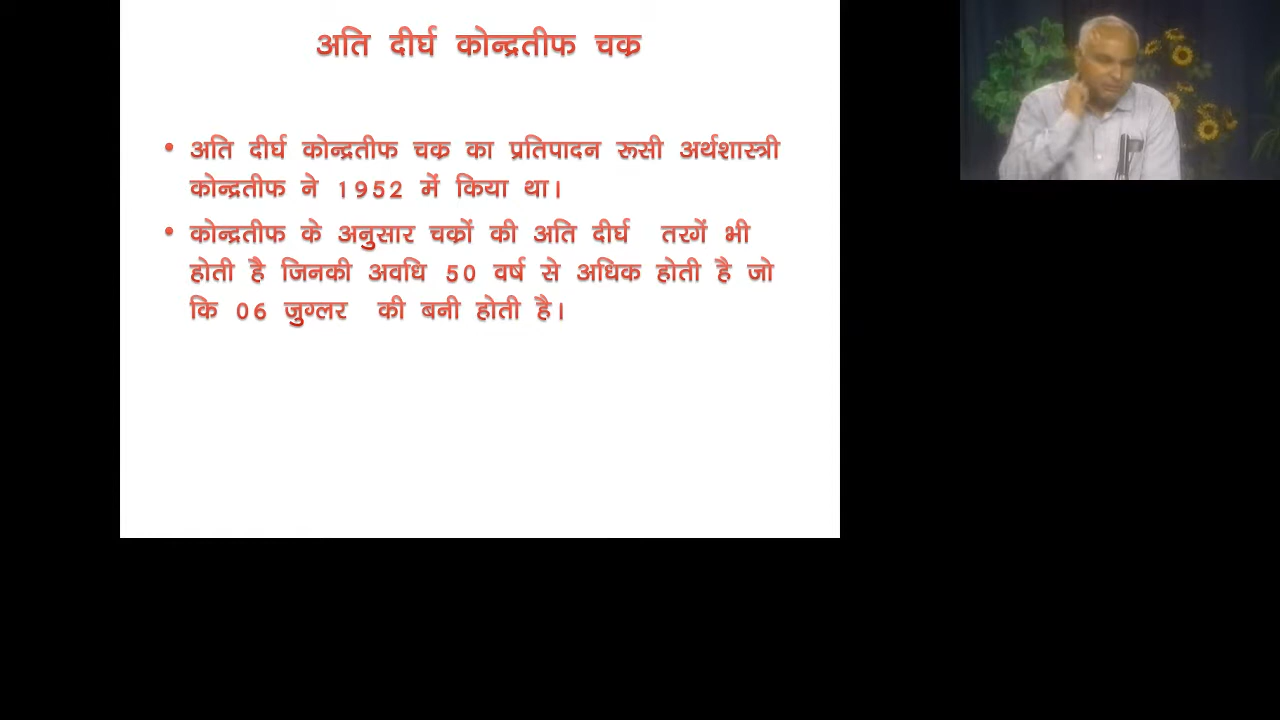 अति दीर्घ कोन्द्रतीफ चक्र
• अति दीर्घ कोन्द्रतीफ चक्र का प्रतिपादन रूसी अर्थशास्त्री
कोन्द्रतीफ ने 1952 में किया था।
• कोन्द्रतीफ के अनुसार चक्रों की अति दीर्घ तरगें भी
होती है जिनकी अवधि 50 वर्ष से अधिक होती है जो
कि 06 जुग्लर की बनी होती है।